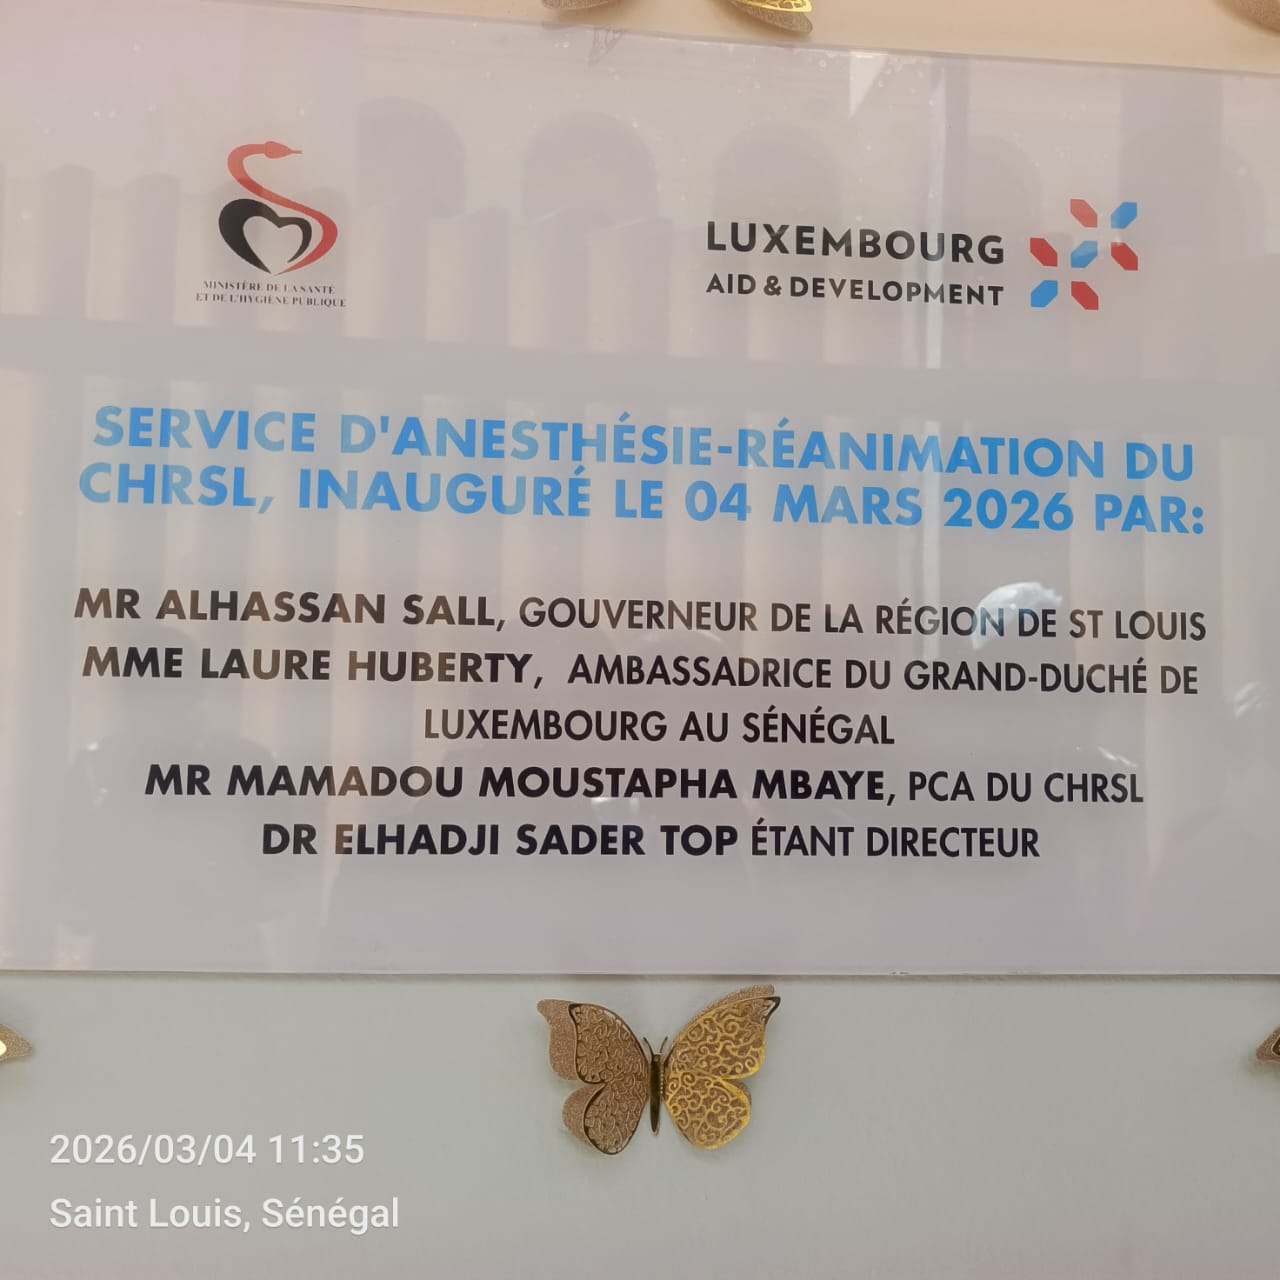 MINISTÈRE DE LA SANTÉ
ET DE L'HYGIÈNE PUBLIQUE
LUXEMBOURG
AID & DEVELOPMENT
SERVICE D'ANESTHÉSIE-RÉANIMATION DU
CHRSL, INAUGURÉ LE 04 MARS 2026 PAR:
MR ALHASSAN SALL, GOUVERNEUR DE LA RÉGION DE ST LOUIS
MME LAURE HUBERTY, AMBASSADRICE DU GRAND-DUCHÉ DE
LUXEMBOURG AU SÉNÉGAL
MR MAMADOU MOUSTAPHA MBAYE, PCA DU CHRSL
DR ELHADJI SADER TOP ÉTANT DIRECTEUR
2026/03/04 11:35
Saint Louis, Sénégal